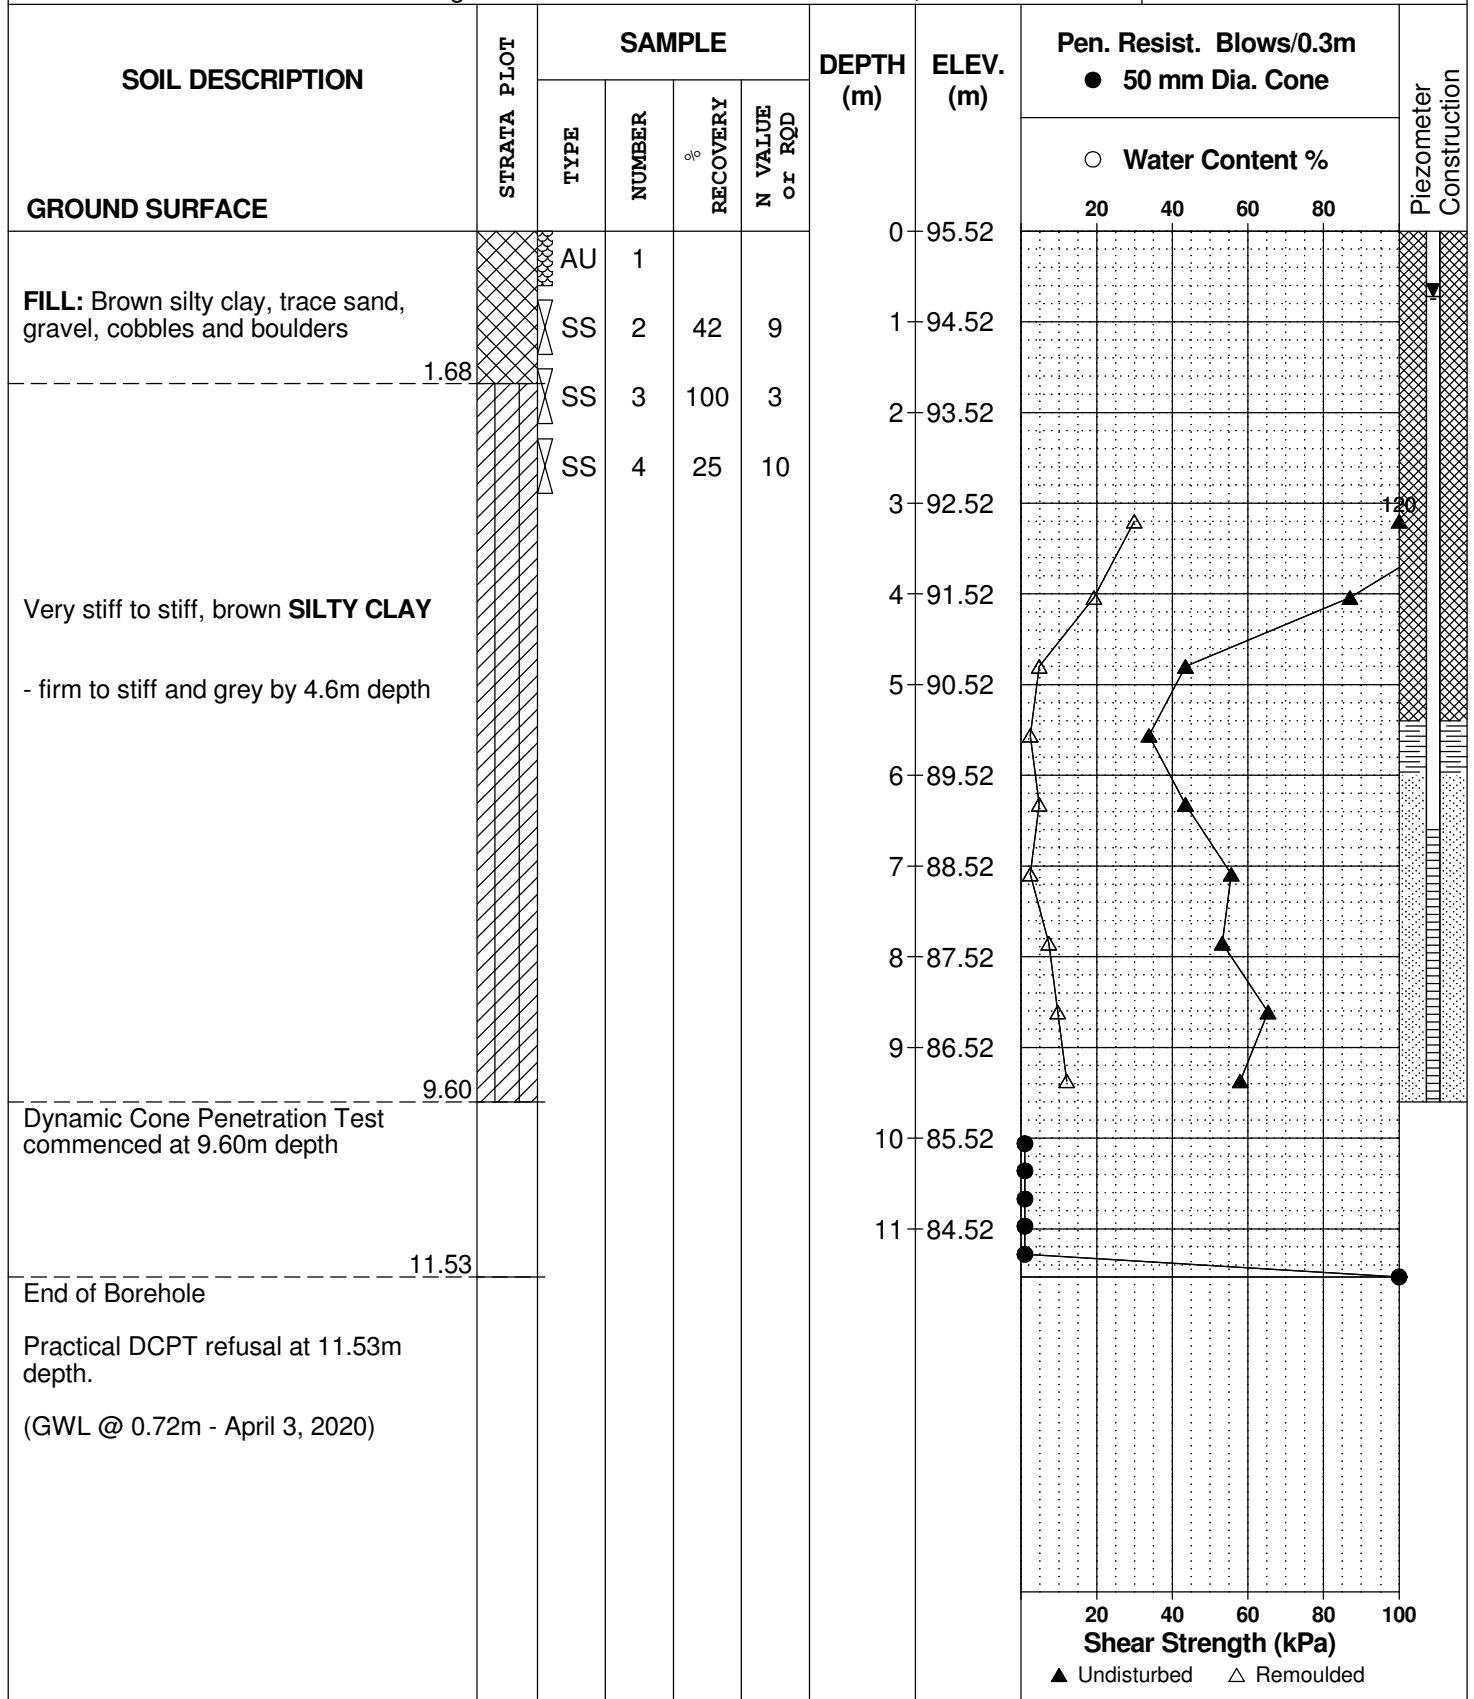 SOIL DESCRIPTION
GROUND SURFACE
STRATA PLOT
SAMPLE
TYPE
NUMBER
%
RECOVERY
N VALUE
or RQD
DEPTH
(m)
ELEV.
(m)
Pen. Resist. Blows/0.3m
● 50 mm Dia. Cone
○ Water Content %
20 40 60 80
Piezometer
Construction
0 95.52
AU 1
FILL: Brown silty clay, trace sand,
gravel, cobbles and boulders
SS 2 42 9
1 94.52
1.68
SS 3 100 3
2 93.52
SS 4 25 10
3 92.52
120
Very stiff to stiff, brown SILTY CLAY
4 91.52
- firm to stiff and grey by 4.6m depth
5 90.52
6 89.52
7 88.52
8 87.52
9 86.52
9.60
Dynamic Cone Penetration Test
commenced at 9.60m depth
10 85.52
11 84.52
11.53
End of Borehole
Practical DCPT refusal at 11.53m
depth.
(GWL @ 0.72m - April 3, 2020)
20 40 60 80 100
Shear Strength (kPa)
▲ Undisturbed △ Remoulded